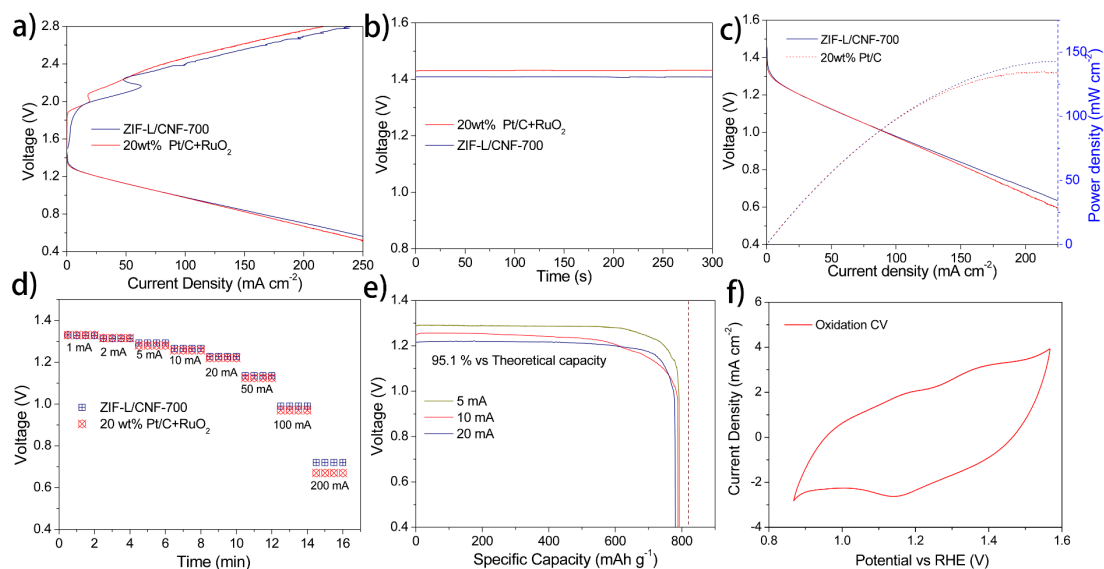 a)
2.8
2.4
2.0
1.6
1.2
0.8
0.4
Voltage (V)
ZIF-L/CNF-700
20wt% Pt/C+RuO₂
0 50 100 150 200 250
Current Density (mA cm⁻²)
b)
1.6
1.4
1.2
1.0
0.8
Voltage (V)
20wt% Pt/C+RuO₂
ZIF-L/CNF-700
0 50 100 150 200 250 300
Time (s)
c)
1.6
1.4
1.2
1.0
0.8
0.6
0.4
Voltage (V)
ZIF-L/CNF-700
20wt% Pt/C
150
100
50
0
Power density (mW cm⁻²)
0 50 100 150 200
Current density (mA cm⁻²)
d)
1.4
1.2
1.0
0.8
0.6
0.4
Voltage (V)
1 mA
2 mA
5 mA
10 mA
20 mA
50 mA
100 mA
200 mA
ZIF-L/CNF-700
20 wt% Pt/C+RuO₂
0 2 4 6 8 10 12 14 16
Time (min)
e)
1.4
1.3
1.2
1.1
1.0
0.9
0.8
0.7
0.6
0.5
0.4
Voltage (V)
95.1 % vs Theoretical capacity
5 mA
10 mA
20 mA
0 200 400 600 800
Specific Capacity (mAh g⁻¹)
f)
6
4
2
0
-2
-4
Current Density (mA cm⁻²)
Oxidation CV
0.8 1.0 1.2 1.4 1.6
Potential vs RHE (V)